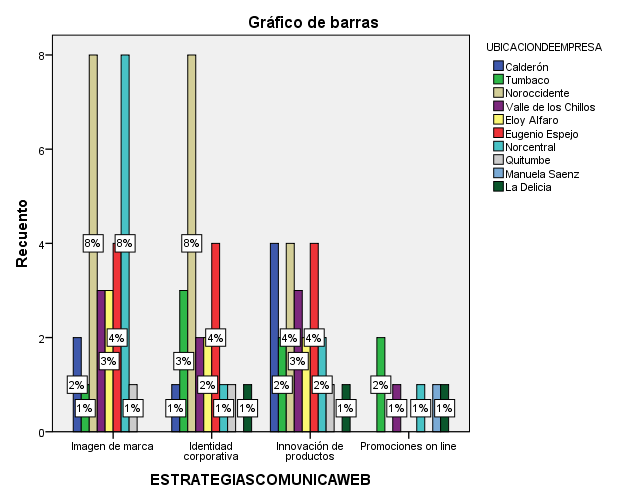 Gráfico de barras
UBICACIONDEEMPRESA
Calderón
Tumbaco
Noroccidente
Valle de los Chillos
Eloy Alfaro
Eugenio Espejo
Norcentral
Quitumbe
Manuela Saenz
La Delicia
Recuento
8
6
4
2
0
8% 8% 8%
4% 4% 4% 4%
3% 3% 3%
2% 2% 2% 2% 2%
1% 1% 1% 1% 1% 1% 1% 1% 1%
Imagen de marca
Identidad
corporativa
Innovación de
productos
Promociones on line
ESTRATEGIASCOMUNICAWEB